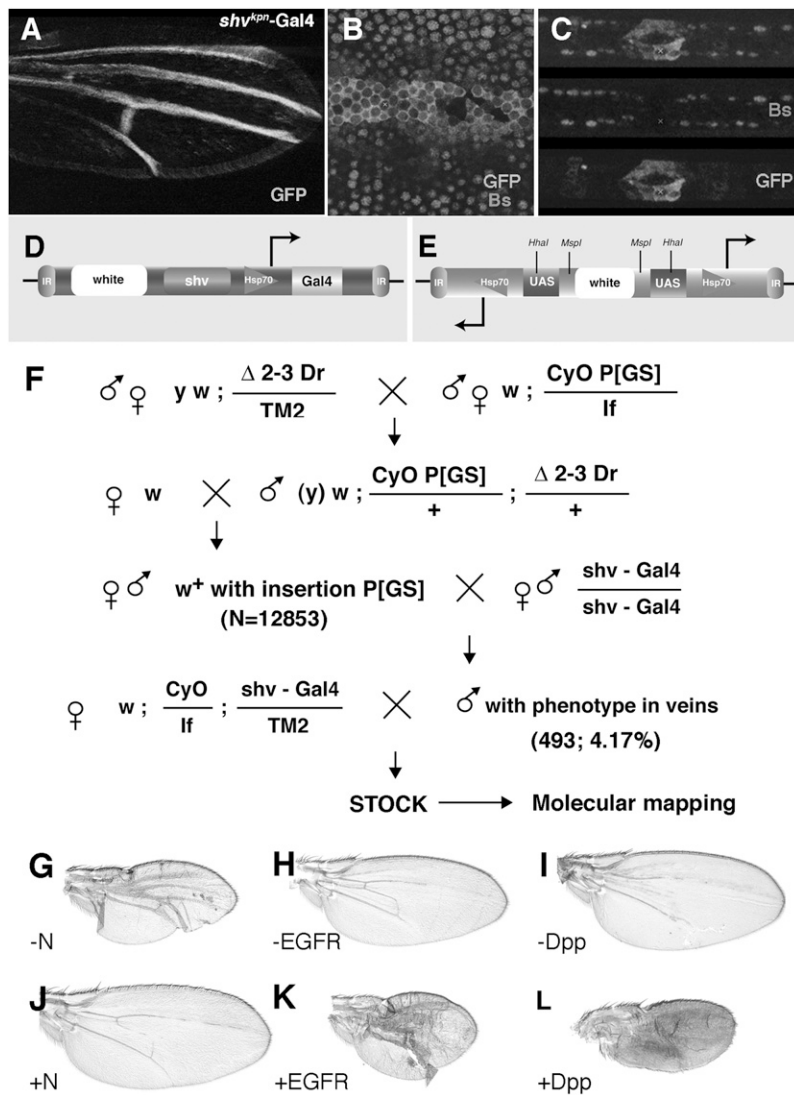 A
shv^kpn-Gal4
GFP
B
GFP
Bs
C
Bs
GFP
D
IR white shv Hsp70 Gal4 IR
E
HhaI MspI MspI HhaI
IR Hsp70 UAS white UAS Hsp70 IR
F
♂♀ y w ; Δ 2-3 Dr / TM2 X ♂♀ w ; CyO P[GS] / If
♀ w X ♂ (y) w ; CyO P[GS] / + ; Δ 2-3 Dr / +
♀♂ w+ with insertion P[GS] X ♀♂ shv - Gal4 / shv - Gal4
(N=12853)
♀ w ; CyO / If ; shv - Gal4 / TM2 X ♂ with phenotype in veins
(493; 4.17%)
STOCK → Molecular mapping
G
-N
H
-EGFR
I
-Dpp
J
+N
K
+EGFR
L
+Dpp